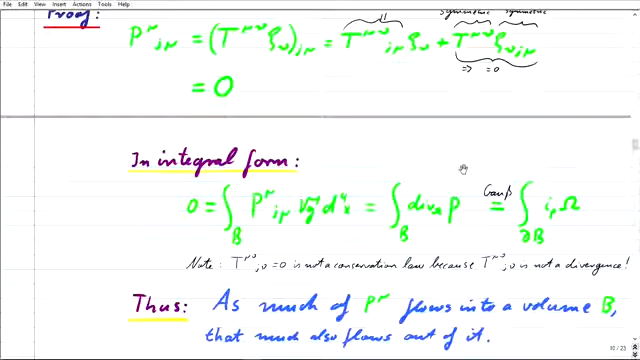 File Edit View Insert Actions Tools Help
Proof:
symmetric
P^μ_{;μ} = (T^{μν} ξ_ν)_{;μ} = T^{μν}_{;μ} ξ_ν + T^{μν} ξ_{ν;μ}
=> = 0
= 0
In integral form:
0 = ∫_B P^μ_{;μ} √g d⁴x = ∫_B div_Ω P = ∫_{∂B} i_P Ω
Gauß
Note: T^{μν}_{;ν} = 0 is not a conservation law because T^{μν}_{;ν} is not a divergence!
Thus: As much of P^μ flows into a volume B,
that much also flows out of it.
10 / 23